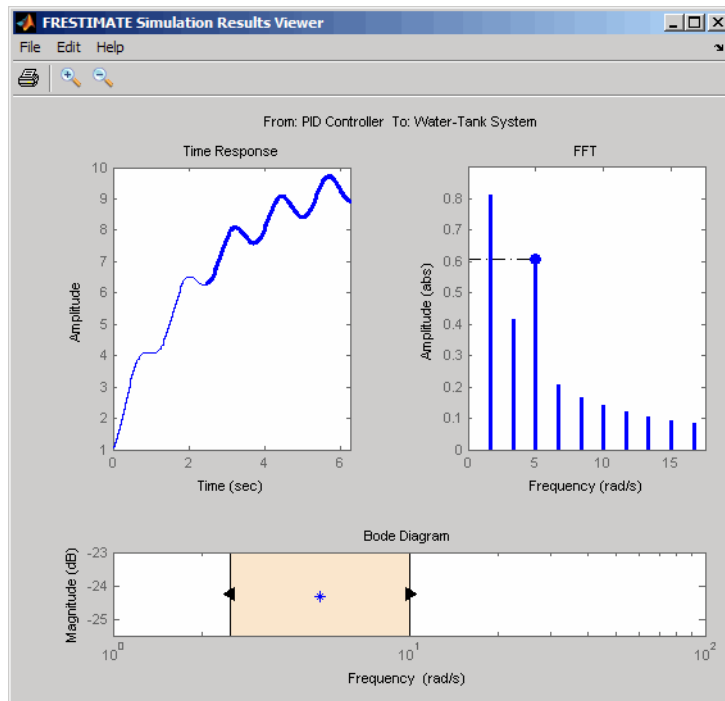 FRESTIMATE Simulation Results Viewer
File Edit Help
From: PID Controller To: Water-Tank System
Time Response
10
9
8
7
6
5
4
3
2
1
Amplitude
0 2 4 6
Time (sec)
FFT
0.8
0.7
0.6
0.5
0.4
0.3
0.2
0.1
0
Amplitude (abs)
0 5 10 15
Frequency (rad/s)
Bode Diagram
-23
-24
-25
Magnitude (dB)
10^0 10^1 10^2
Frequency (rad/s)